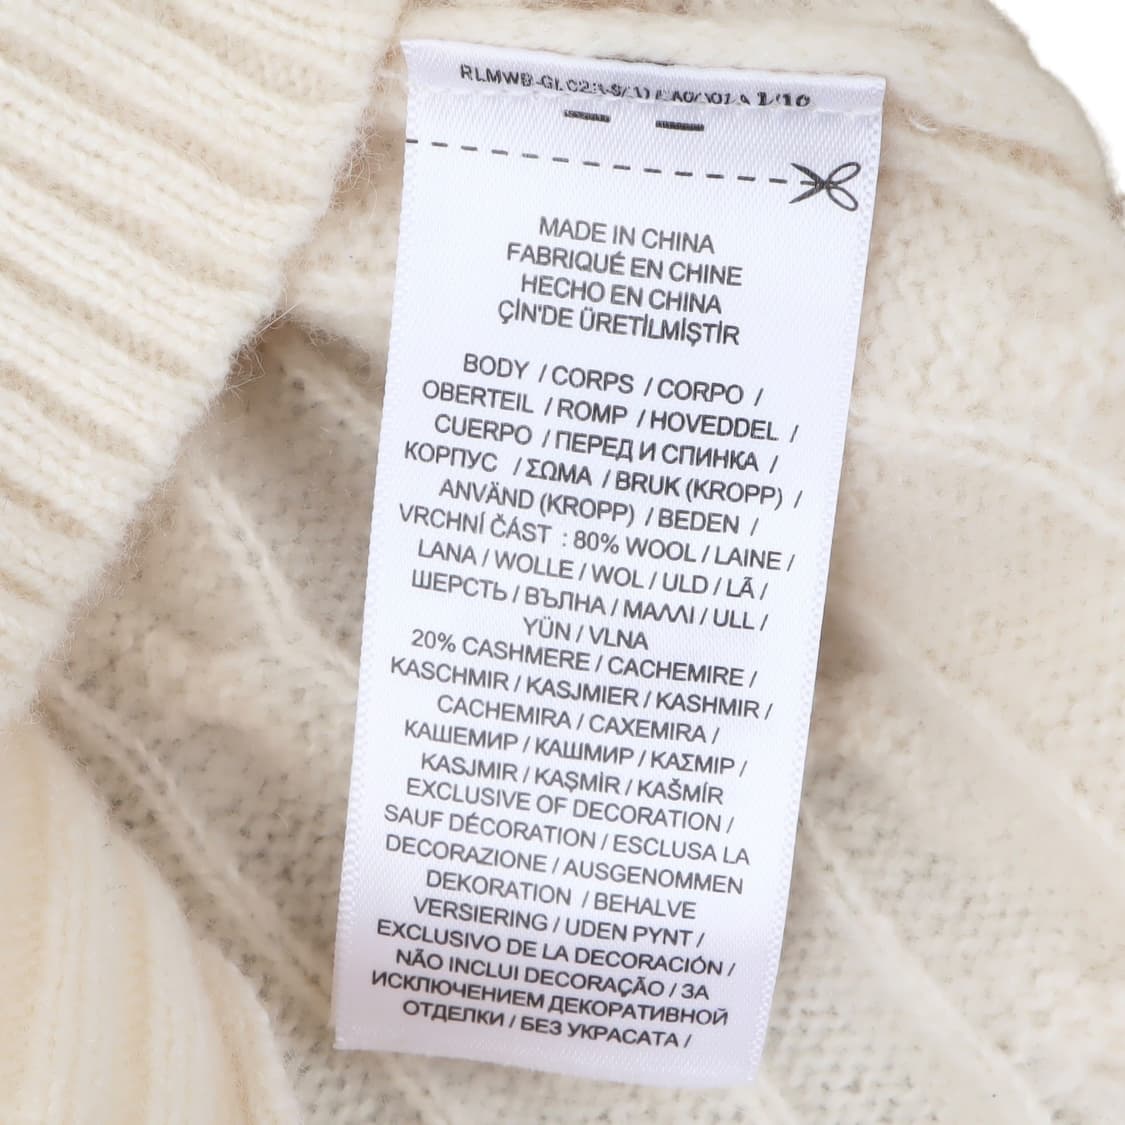 MADE IN CHINA
FABRIQUÉ EN CHINE
HECHO EN CHINA
ÇİN'DE ÜRETİLMİŞTİR
BODY / CORPS / CORPO /
OBERTEIL / ROMP / HOVEDDEL /
CUERPO / ПЕРЕД И СПИНКА /
КОРПУС / ΣΩΜΑ / BRUK (KROPP) /
ANVÄND (KROPP) / BEDEN /
VRCHNÍ ČÁST : 80% WOOL / LAINE /
LANA / WOLLE / WOL / ULD / LÃ /
ШЕРСТЬ / ВЪЛНА / ΜΑΛΛΙ / ULL /
YÜN / VLNA
20% CASHMERE / CACHEMIRE /
KASCHMIR / KASJMIER / KASHMIR /
CACHEMIRA / CAXEMIRA /
КАШЕМИР / КАШМИР / ΚΑΣΜΙΡ /
KASJMIR / KAŞMİR / KAŠMÍR
EXCLUSIVE OF DECORATION /
SAUF DÉCORATION / ESCLUSA LA
DECORAZIONE / AUSGENOMMEN
DEKORATION / BEHALVE
VERSIERING / UDEN PYNT /
EXCLUSIVO DE LA DECORACIÓN /
NÃO INCLUI DECORAÇÃO / ЗА
ИСКЛЮЧЕНИЕМ ДЕКОРАТИВНОЙ
ОТДЕЛКИ / БЕЗ УКРАСАТА /